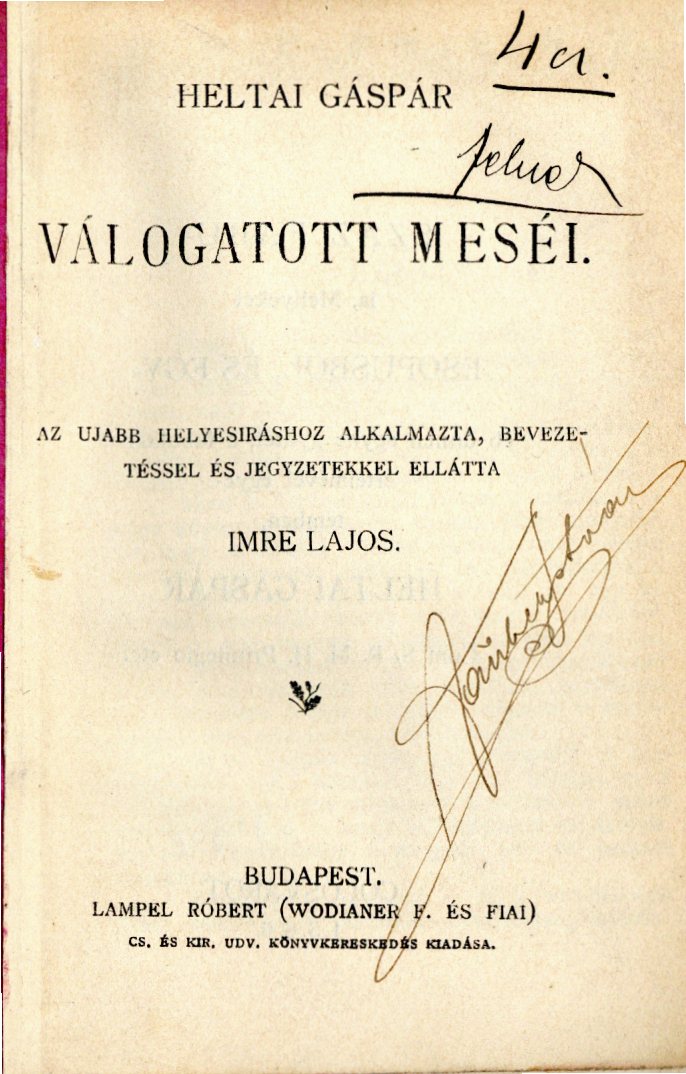 HELTAI GÁSPÁR
VÁLOGATOTT MESÉI.
AZ UJABB HELYESIRÁSHOZ ALKALMAZTA, BEVEZE-
TÉSSEL ÉS JEGYZETEKKEL ELLÁTTA
IMRE LAJOS.
BUDAPEST.
LAMPEL RÓBERT (WODIANER F. ÉS FIAI)
CS. ÉS KIR. UDV. KÖNYVKERESKEDÉS KIADÁSA.